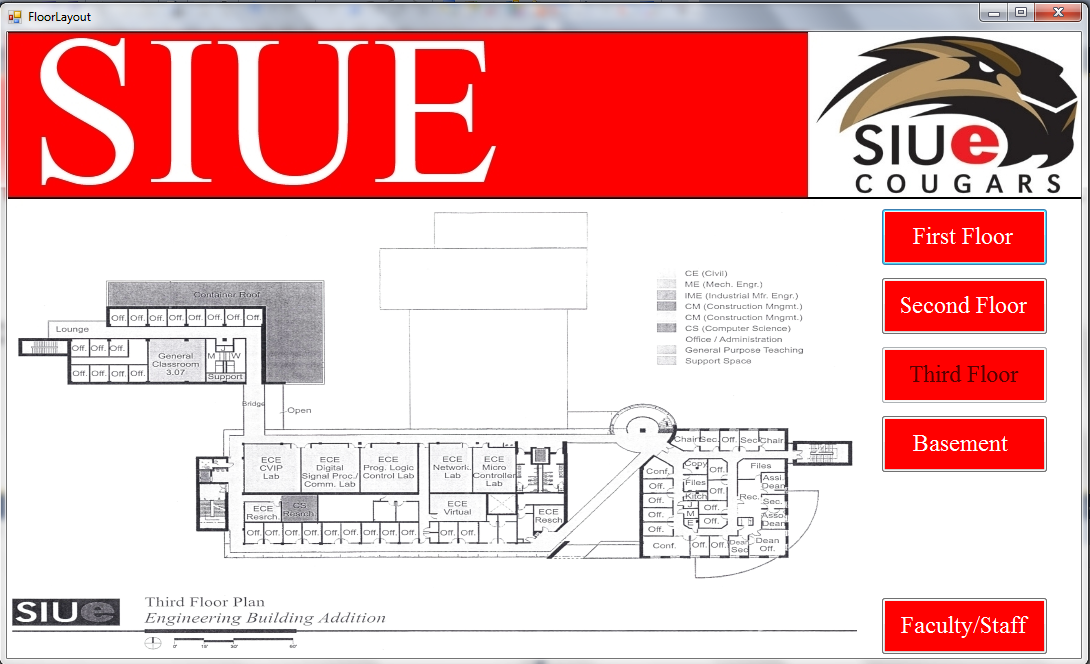 FloorLayout
SIUE
SIUe
COUGARS
First Floor
Second Floor
Third Floor
Basement
Faculty/Staff
CE (Civil)
ME (Mech. Engr.)
IME (Industrial Mfr. Engr.)
CM (Construction Mngmt.)
CM (Construction Mngmt.)
CS (Computer Science)
Office / Administration
General Purpose Teaching
Support Space
Container Roof
Off. Off. Off. Off. Off. Off. Off. Off.
Lounge
Off. Off. Off.
Off. Off. Off. Off.
General
Classroom
3.07
J
M W
Support
Bridge
Open
ECE
CVIP
Lab
ECE
Digital
Signal Proc./
Comm. Lab
ECE
Prog. Logic
Control Lab
ECE
Network.
Lab
ECE
Micro
Controller
Lab
ECE
Resrch.
CS
Resrch.
ECE
Virtual
ECE
Resch
Off. Off. Off. Off. Off. Off. Off. Off. Off.
Off. Off.
Chair Sec. Off. Sec Chair
Conf.
Off.
Off.
Off.
Off.
Conf.
Copy
Off.
Files
Off.
Kitch
J
Off.
M
E
Off.
Files
Rec.
Assi.
Dean
Sec.
Asso
Dean
Off. Off.
Dean
Sec
Dean
Off.
SIUe
Third Floor Plan
Engineering Building Addition
0' 15' 30' 60'